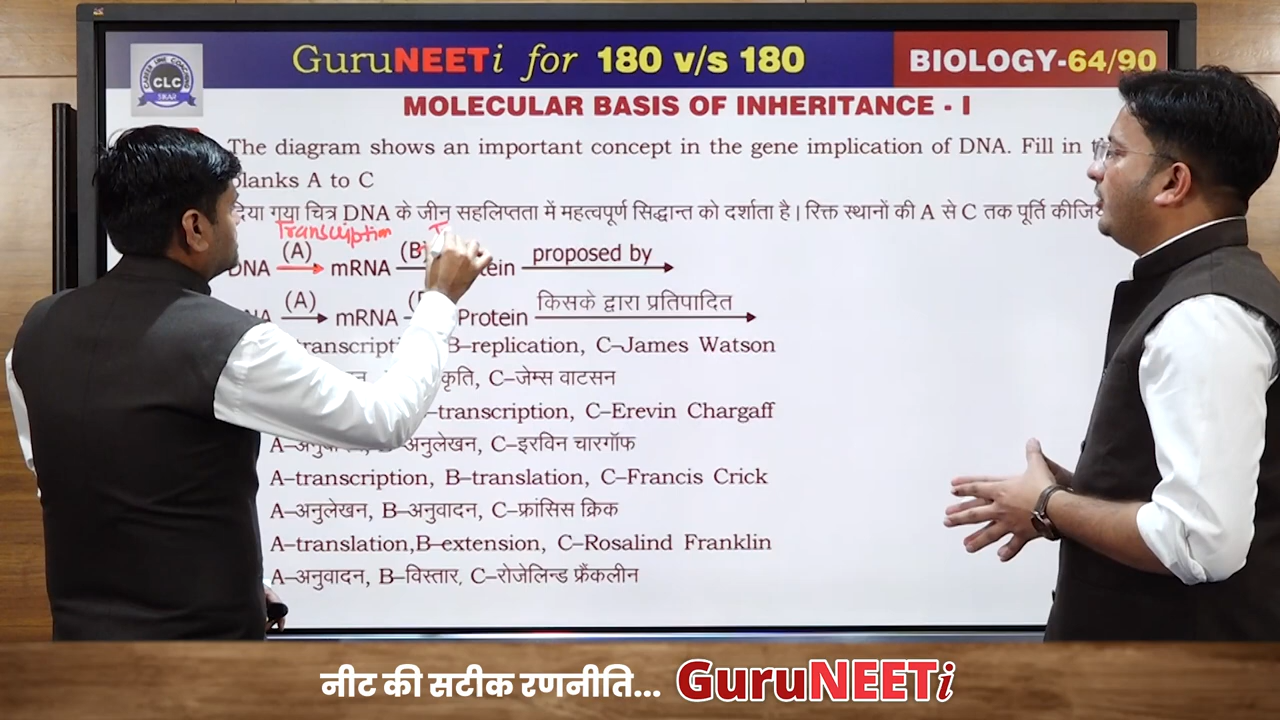 GuruNEETi for 180 v/s 180
BIOLOGY-64/90
CLC
SIKAR
MOLECULAR BASIS OF INHERITANCE - I
The diagram shows an important concept in the gene implication of DNA. Fill in
blanks A to C
दिया गया चित्र DNA के जीन सहलिप्तता में महत्वपूर्ण सिद्धान्त को दर्शाता है। रिक्त स्थानों की A से C तक पूर्ति
Transcription
DNA (A) mRNA (B) proposed by
(A) mRNA Protein किसके द्वारा प्रतिपादित
B–replication, C–James Watson
C–जेम्स वाटसन
–transcription, C–Erevin Chargaff
अनुलेखन, C–इरविन चारगॉफ
A–transcription, B–translation, C–Francis Crick
A–अनुलेखन, B–अनुवादन, C–फ्रांसिस क्रिक
A–translation,B–extension, C–Rosalind Franklin
A–अनुवादन, B–विस्तार, C–रोजेलिन्ड फ्रैंकलीन
नीट की सटीक रणनीति... GuruNEETi